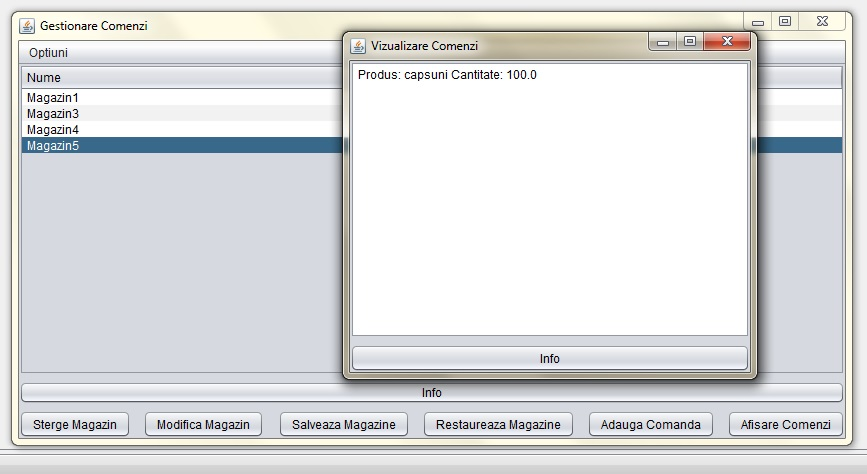 Gestionare Comenzi
Optiuni
Nume
Magazin1
Magazin3
Magazin4
Magazin5
Vizualizare Comenzi
Produs: capsuni Cantitate: 100.0
Info
Info
Sterge Magazin
Modifica Magazin
Salveaza Magazine
Restaureaza Magazine
Adauga Comanda
Afisare Comenzi